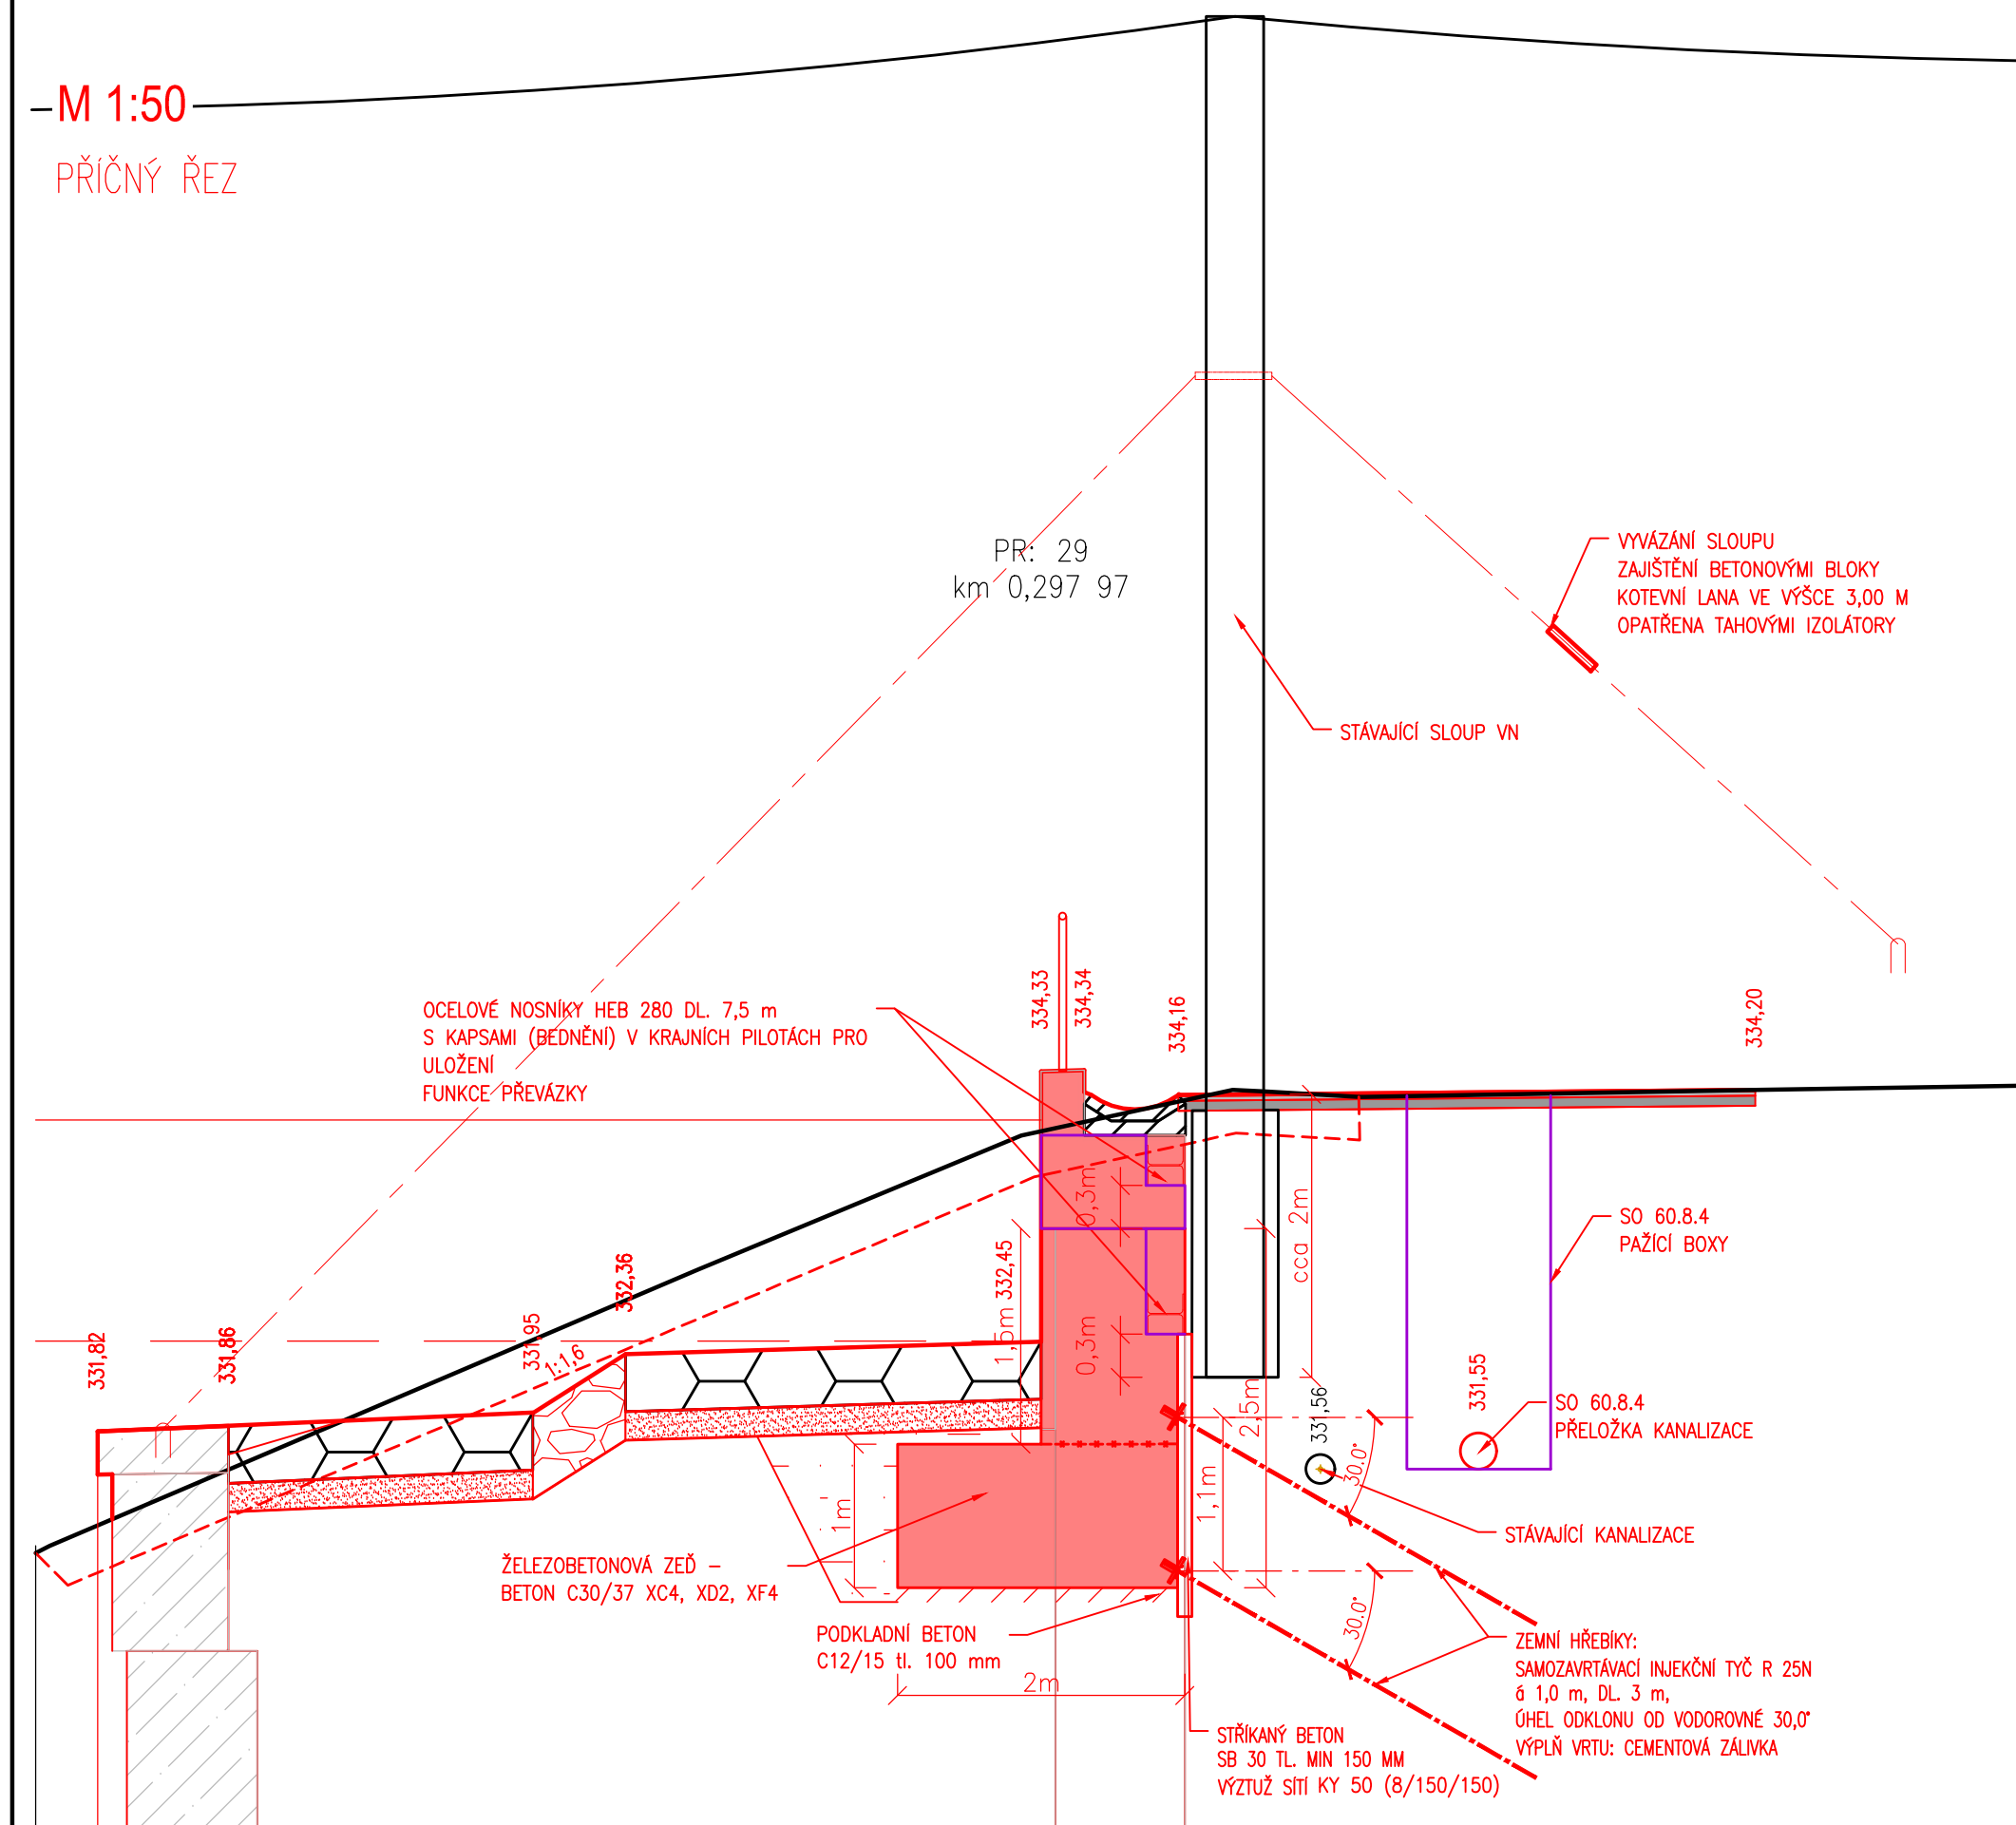 M 1:50
PŘÍČNÝ ŘEZ
PR: 29
km 0,297 97
VYVÁZÁNÍ SLOUPU
ZAJIŠTĚNÍ BETONOVÝMI BLOKY
KOTEVNÍ LANA VE VÝŠCE 3,00 M
OPATŘENA TAHOVÝMI IZOLÁTORY
STÁVAJÍCÍ SLOUP VN
OCELOVÉ NOSNÍKY HEB 280 DL. 7,5 m
S KAPSAMI (BEDNĚNÍ) V KRAJNÍCH PILOTÁCH PRO
ULOŽENÍ
FUNKCE PŘEVÁZKY
334,33
334,34
334,16
334,20
0,3m
cca 2m
SO 60.8.4
PAŽÍCÍ BOXY
331,82
331,86
331,95
1:1,6
332,36
332,45
1,5m
0,3m
2,5m
331,56
331,55
SO 60.8.4
PŘELOŽKA KANALIZACE
30.0°
1,1m
1m
STÁVAJÍCÍ KANALIZACE
ŽELEZOBETONOVÁ ZEĎ –
BETON C30/37 XC4, XD2, XF4
30.0°
PODKLADNÍ BETON
C12/15 tl. 100 mm
2m
ZEMNÍ HŘEBÍKY:
SAMOZAVRTÁVACÍ INJEKČNÍ TYČ R 25N
á 1,0 m, DL. 3 m,
ÚHEL ODKLONU OD VODOROVNÉ 30,0°
VÝPLŇ VRTU: CEMENTOVÁ ZÁLIVKA
STŘÍKANÝ BETON
SB 30 TL. MIN 150 MM
VÝZTUŽ SÍTÍ KY 50 (8/150/150)